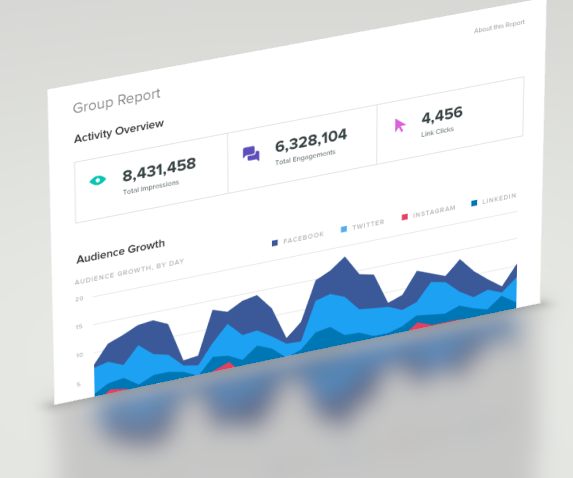 About this Report
Group Report
Activity Overview
8,431,458
Total Impressions
6,328,104
Total Engagements
4,456
Link Clicks
Audience Growth
AUDIENCE GROWTH, BY DAY
FACEBOOK
TWITTER
INSTAGRAM
LINKEDIN
20
15
10
5